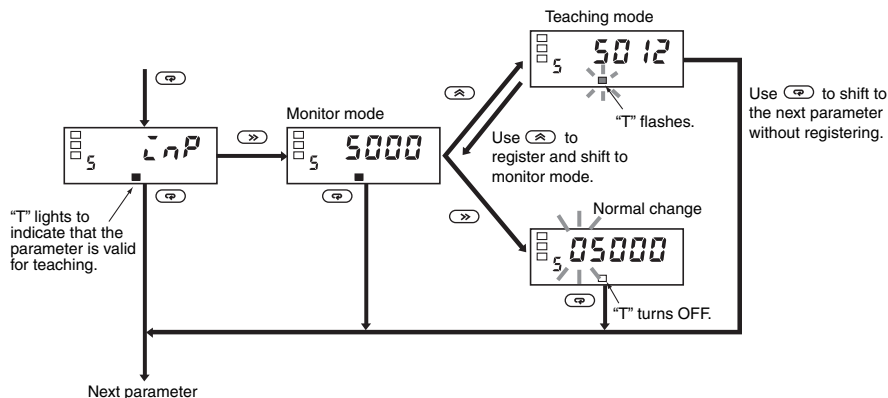 Teaching mode
S 5012
"T" flashes.
Use to shift to
the next parameter
without registering.
Monitor mode
S inP
S 5000
Use to
register and shift to
monitor mode.
"T" lights to
indicate that the
parameter is valid
for teaching.
Normal change
S 05000
"T" turns OFF.
Next parameter